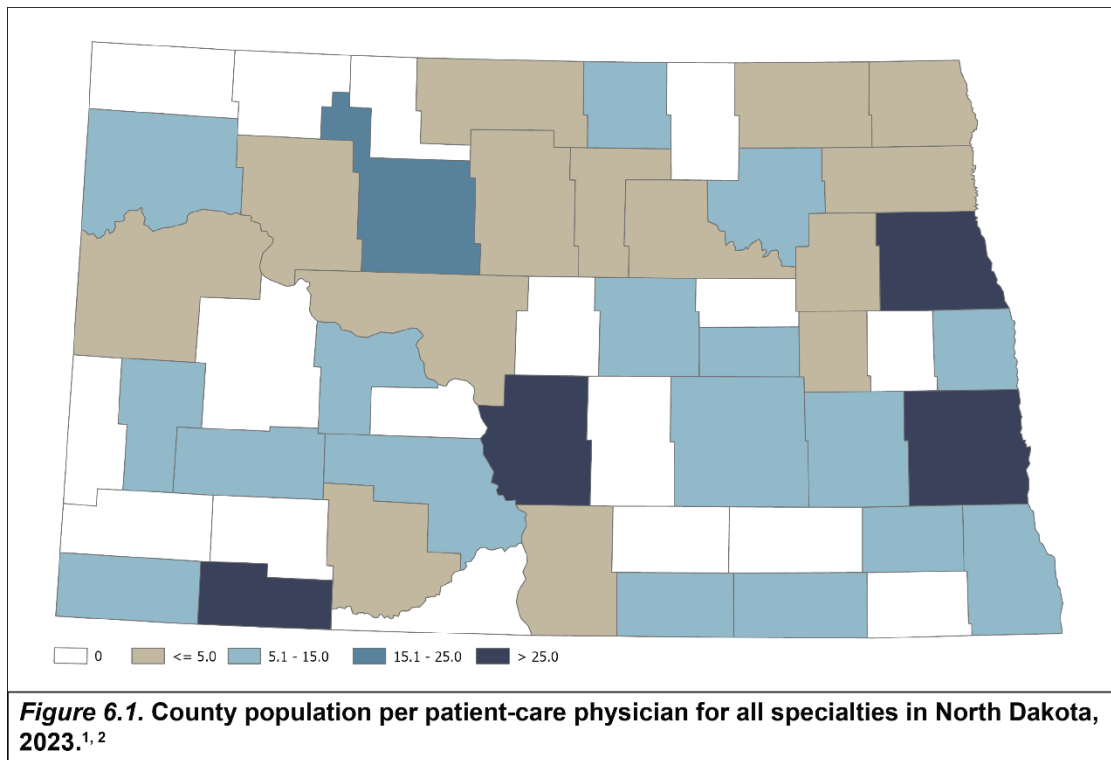 0 <= 5.0 5.1 - 15.0 15.1 - 25.0 > 25.0
Figure 6.1. County population per patient-care physician for all specialties in North Dakota,
2023.1, 2